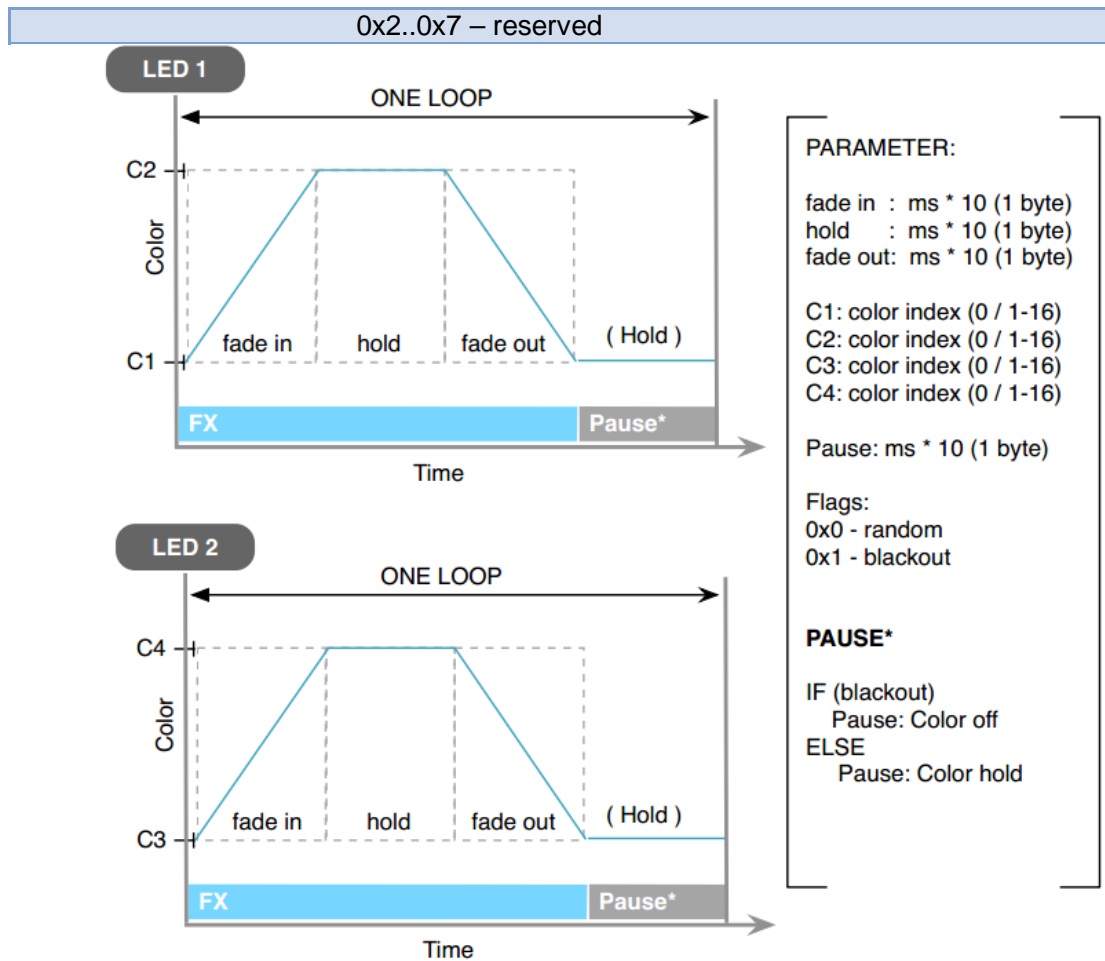 0x2..0x7 – reserved
LED 1
ONE LOOP
C2
Color
fade in
hold
fade out
( Hold )
C1
FX
Pause*
Time
LED 2
ONE LOOP
C4
Color
fade in
hold
fade out
( Hold )
C3
FX
Pause*
Time
PARAMETER:
fade in : ms * 10 (1 byte)
hold : ms * 10 (1 byte)
fade out: ms * 10 (1 byte)
C1: color index (0 / 1-16)
C2: color index (0 / 1-16)
C3: color index (0 / 1-16)
C4: color index (0 / 1-16)
Pause: ms * 10 (1 byte)
Flags:
0x0 - random
0x1 - blackout
PAUSE*
IF (blackout)
Pause: Color off
ELSE
Pause: Color hold